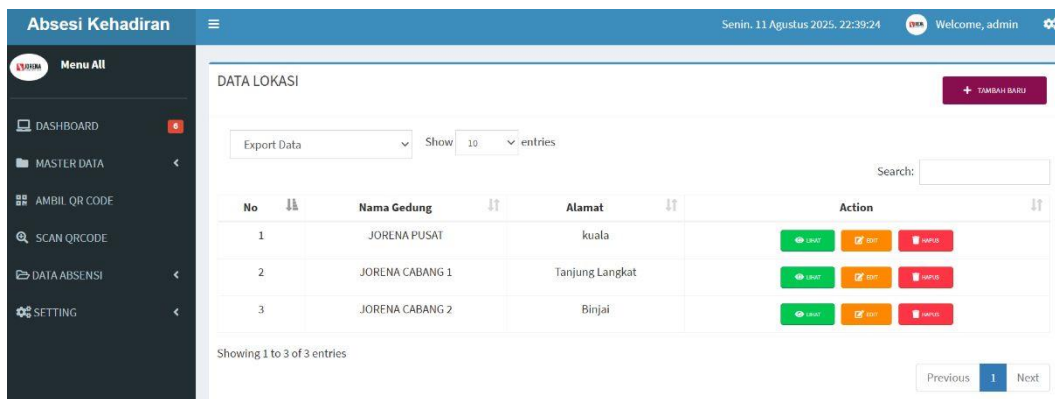 Absesi Kehadiran
Senin. 11 Agustus 2025. 22:39:24
Welcome, admin
JORENA
Menu All
DASHBOARD 6
MASTER DATA
AMBIL QR CODE
SCAN QRCODE
DATA ABSENSI
SETTING
DATA LOKASI
+ TAMBAH BARU
Export Data
Show 10 entries
Search:
No Nama Gedung Alamat Action
1 JORENA PUSAT kuala LIHAT EDIT HAPUS
2 JORENA CABANG 1 Tanjung Langkat LIHAT EDIT HAPUS
3 JORENA CABANG 2 Binjai LIHAT EDIT HAPUS
Showing 1 to 3 of 3 entries
Previous 1 Next